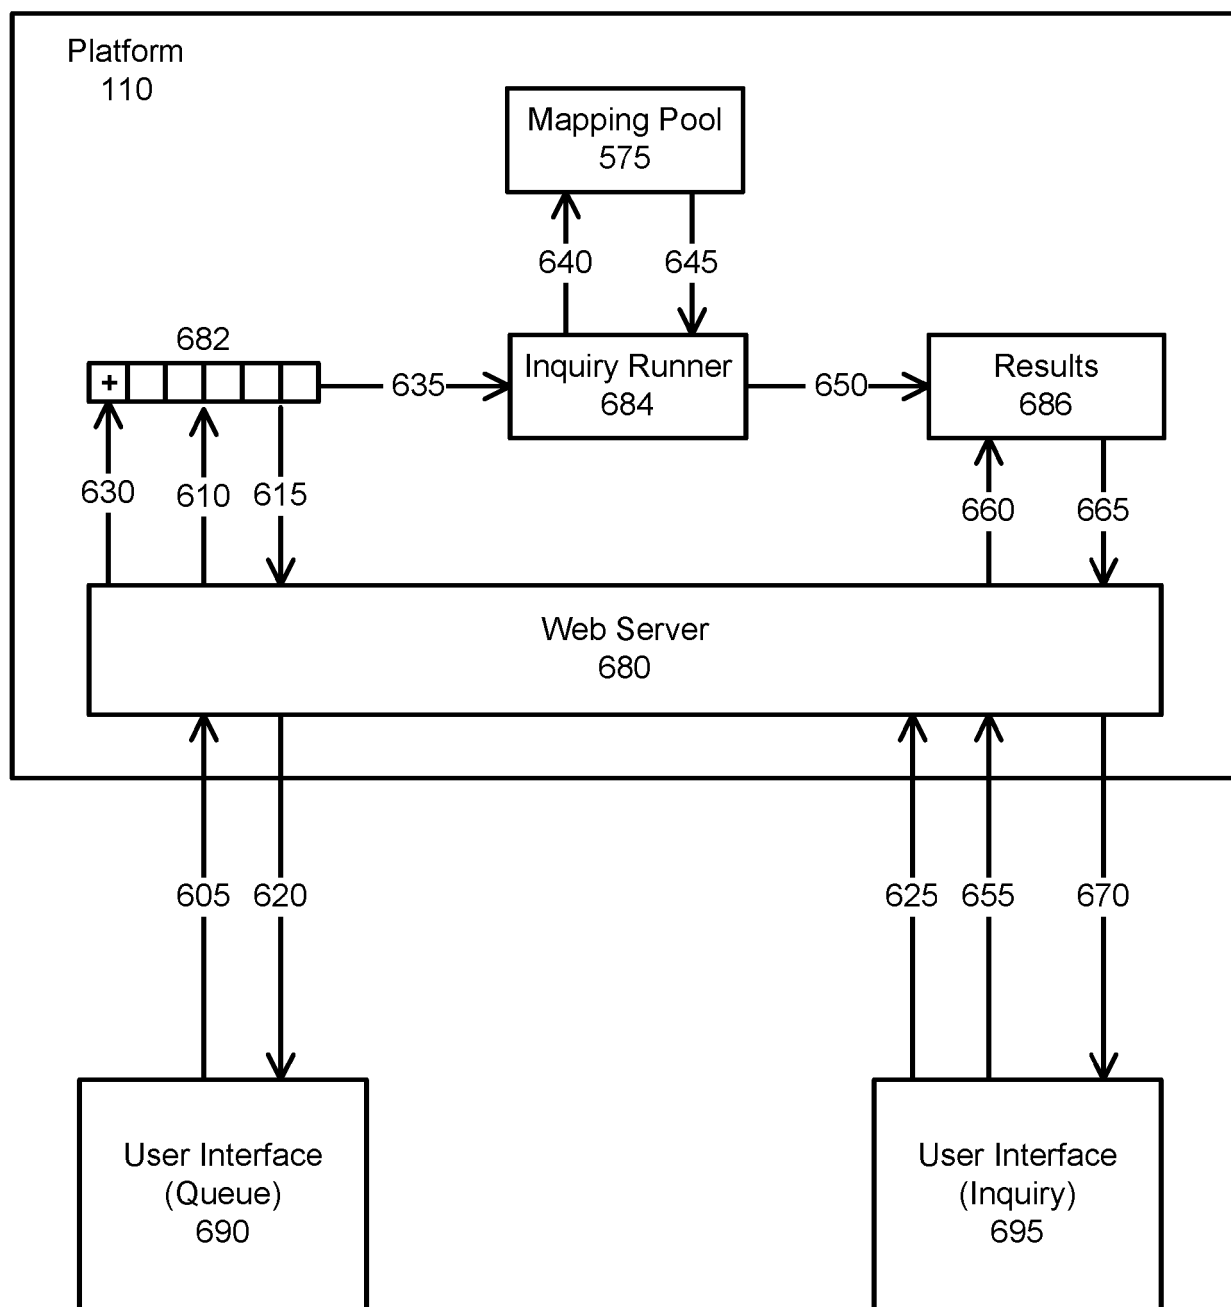 Platform
110
Mapping Pool
575
640 645
682
+
635
Inquiry Runner
684
650
Results
686
630 610 615
660 665
Web Server
680
605 620
625 655 670
User Interface
(Queue)
690
User Interface
(Inquiry)
695